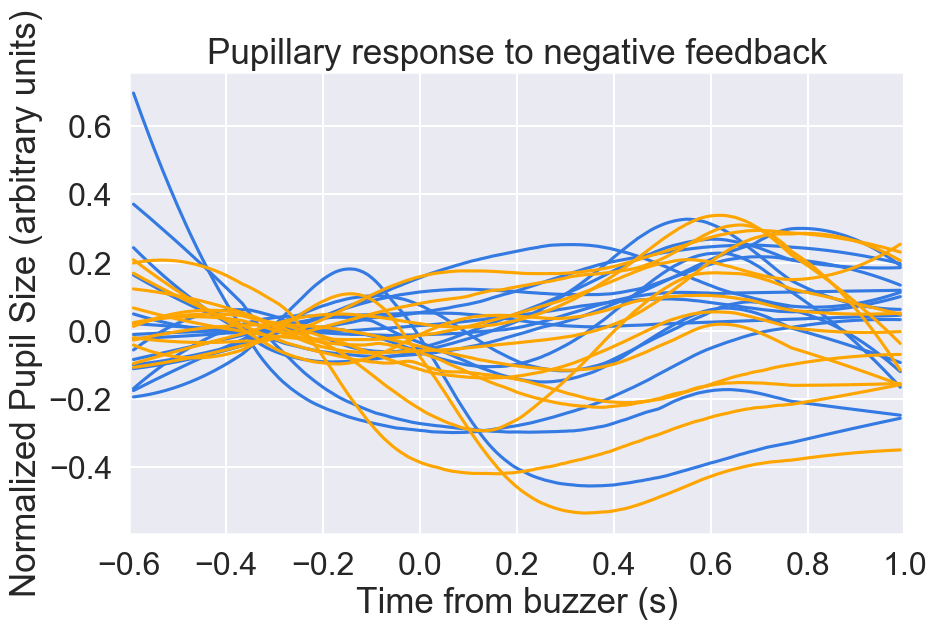 Pupillary response to negative feedback
Normalized Pupil Size (arbitrary units)
0.6
0.4
0.2
0.0
−0.2
−0.4
−0.6 −0.4 −0.2 0.0 0.2 0.4 0.6 0.8 1.0
Time from buzzer (s)